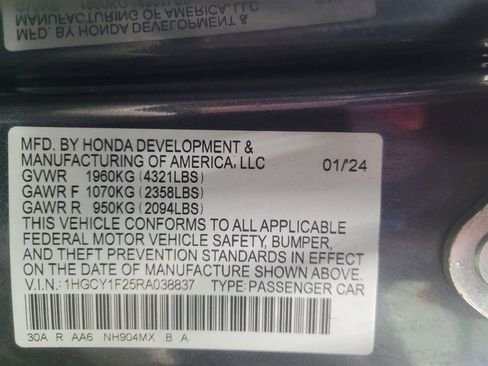 MFD. BY HONDA DEVELOPMENT &
MANUFACTURING OF AMERICA, LLC 01/24
GVWR 1960KG (4321LBS)
GAWR F 1070KG (2358LBS)
GAWR R 950KG (2094LBS)
THIS VEHICLE CONFORMS TO ALL APPLICABLE
FEDERAL MOTOR VEHICLE SAFETY, BUMPER,
AND THEFT PREVENTION STANDARDS IN EFFECT
ON THE DATE OF MANUFACTURE SHOWN ABOVE.
V.I.N.: 1HGCY1F25RA038837 TYPE: PASSENGER CAR
30A R AA6 NH904MX B A